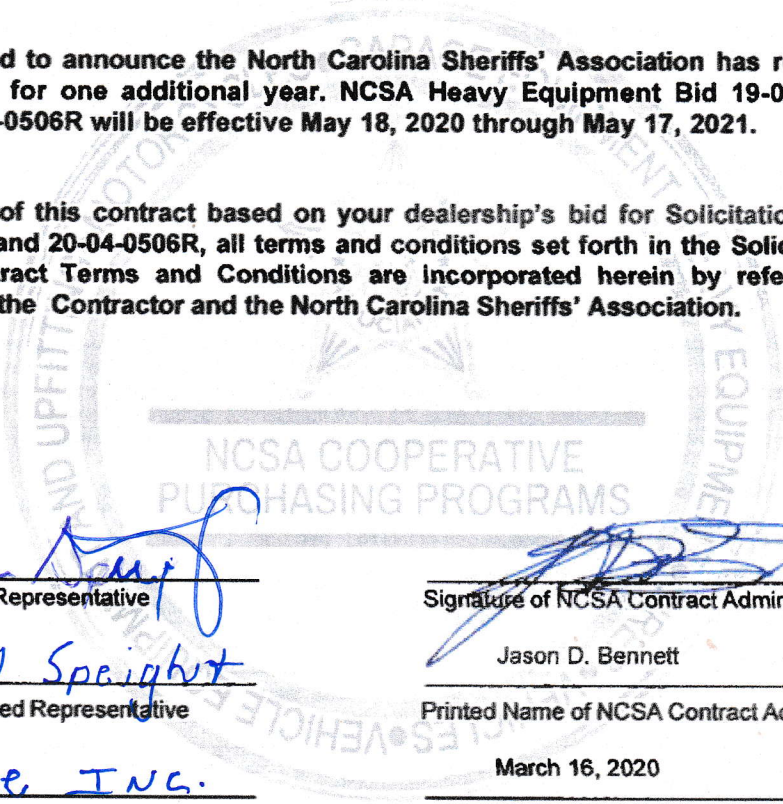 d to announce the North Carolina Sheriffs' Association has r
for one additional year. NCSA Heavy Equipment Bid 19-0
-0506R will be effective May 18, 2020 through May 17, 2021.
of this contract based on your dealership's bid for Solicitatio
and 20-04-0506R, all terms and conditions set forth in the Solic
ract Terms and Conditions are incorporated herein by refe
the Contractor and the North Carolina Sheriffs' Association.
NCSA COOPERATIVE
PURCHASING PROGRAMS
Representative
Signature of NCSA Contract Admin
Speight
Jason D. Bennett
ed Representative
Printed Name of NCSA Contract Ad
e INC.
March 16, 2020
AND UPFITTING
VEHICLE EQUIPM